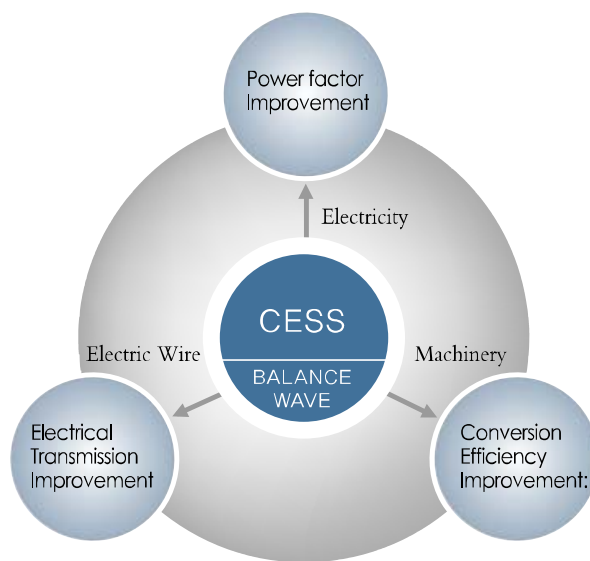 Power factor
Improvement
Electricity
CESS
BALANCE
WAVE
Electric Wire
Machinery
Electrical
Transmission
Improvement
Conversion
Efficiency
Improvement: